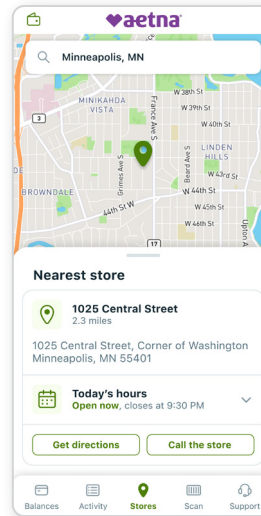 aetna
Minneapolis, MN
W 38th St
MINIKAHDA
VISTA
France Ave S
W 39th St
3
W 40th St
LINDEN
HILLS
Grimes Ave S
Beard Ave S
W 43rd St
BROWNDALE
W 44th St
44th St W
W 45th St
W 46th St
Upton A
17
Nearest store
1025 Central Street
2.3 miles
1025 Central Street, Corner of Washington
Minneapolis, MN 55401
Today's hours
Open now, closes at 9:30 PM
Get directions
Call the store
Balances
Activity
Stores
Scan
Support